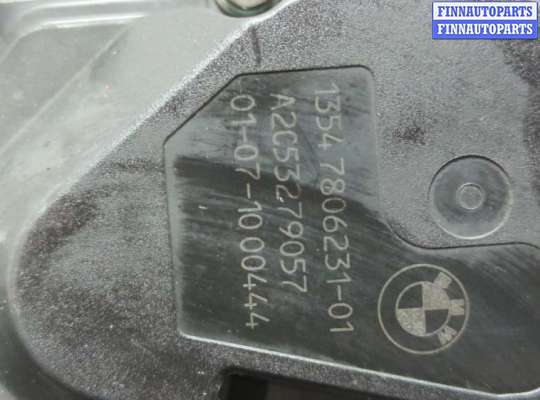 FINNAUTOPARTS
FINNAUTOPARTS
1354 7806231-01
A2C53279057
01-07-10 00444